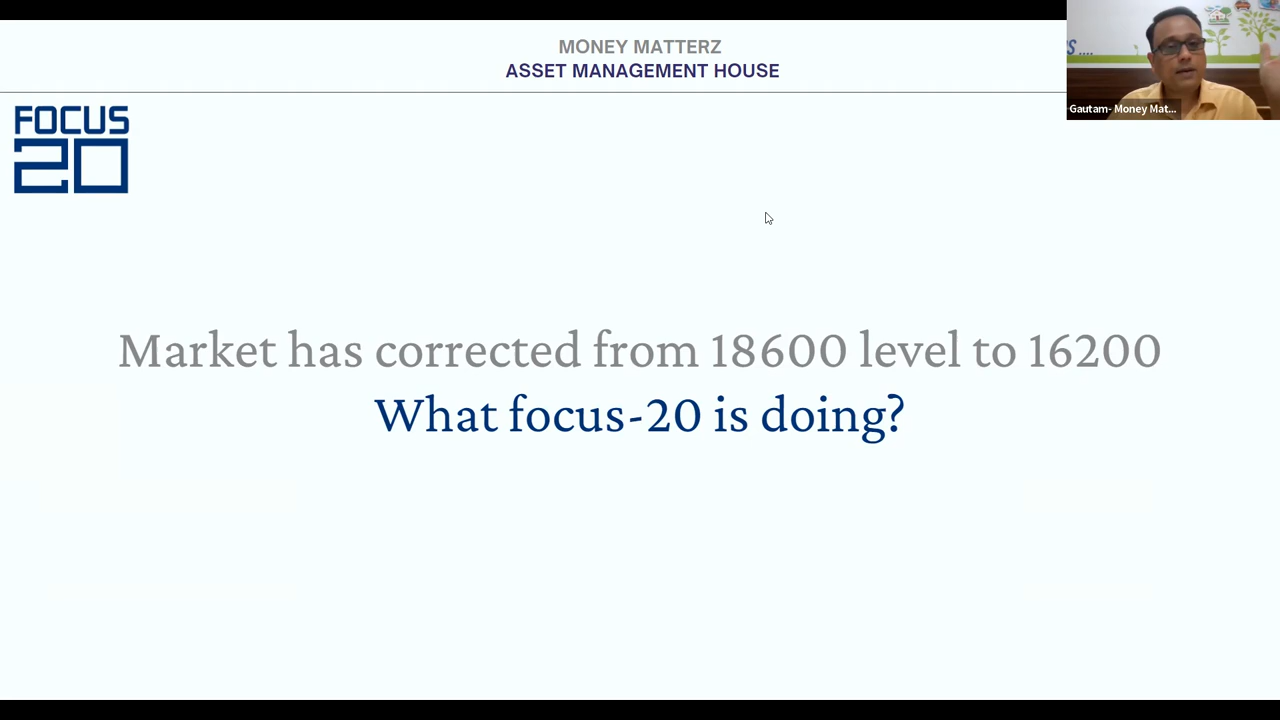 MONEY MATTERZ
ASSET MANAGEMENT HOUSE
FOCUS
20
Gautam- Money Mat...
Market has corrected from 18600 level to 16200
What focus-20 is doing?